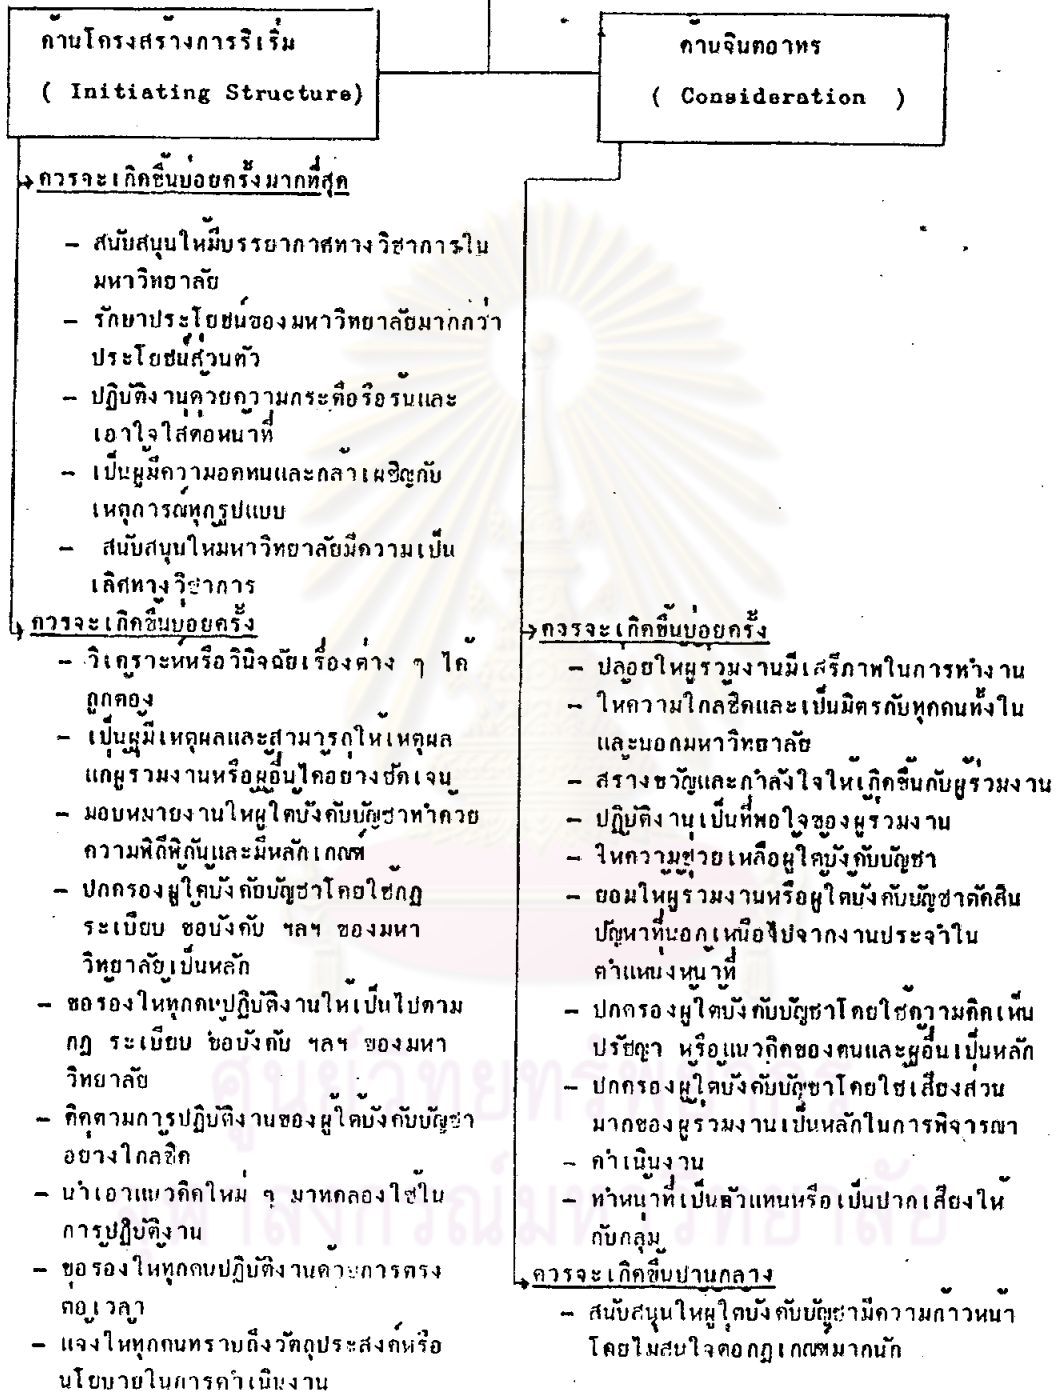 ด้านโครงสร้างการริเริ่ม
( Initiating Structure)
ด้านจินตอาทร
( Consideration )
ควรจะเกิดขึ้นบ่อยครั้งมากที่สุด
– สนับสนุนให้มีบรรยากาศทางวิชาการใน
มหาวิทยาลัย
– รักษาประโยชน์ของมหาวิทยาลัยมากกว่า
ประโยชน์ส่วนตัว
– ปฏิบัติงานด้วยความกระตือรือร้นและ
เอาใจใส่ต่อหน้าที่
– เป็นผู้มีความอดทนและกล้าเผชิญกับ
เหตุการณ์ทุกรูปแบบ
– สนับสนุนให้มหาวิทยาลัยมีความเป็น
เลิศทางวิชาการ
ควรจะเกิดขึ้นบ่อยครั้ง
– วิเคราะห์หรือวินิจฉัยเรื่องต่าง ๆ ได้
ถูกต้อง
– เป็นผู้มีเหตุผลและสามารถให้เหตุผล
แก่ผู้ร่วมงานหรือผู้อื่นได้อย่างชัดเจน
– มอบหมายงานให้ผู้ใต้บังคับบัญชาทำด้วย
ความพิถีพิถันและมีหลักเกณฑ์
– ปกครองผู้ใต้บังคับบัญชาโดยใช้กฎ
ระเบียบ ข้อบังคับ ฯลฯ ของมหา
วิทยาลัยเป็นหลัก
– ขอร้องให้ทุกคนปฏิบัติงานให้เป็นไปตาม
กฎ ระเบียบ ข้อบังคับ ฯลฯ ของมหา
วิทยาลัย
– ติดตามการปฏิบัติงานของผู้ใต้บังคับบัญชา
อย่างใกล้ชิด
– นำเอาแนวคิดใหม่ ๆ มาทดลองใช้ใน
การปฏิบัติงาน
– ขอร้องให้ทุกคนปฏิบัติงานด้วยการตรง
ต่อเวลา
– แจ้งให้ทุกคนทราบถึงวัตถุประสงค์หรือ
นโยบายในการดำเนินงาน
ควรจะเกิดขึ้นบ่อยครั้ง
– ปล่อยให้ผู้ร่วมงานมีเสรีภาพในการทำงาน
– ให้ความใกล้ชิดและเป็นมิตรกับทุกคนทั้งใน
และนอกมหาวิทยาลัย
– สร้างขวัญและกำลังใจให้เกิดขึ้นกับผู้ร่วมงาน
– ปฏิบัติงานเป็นที่พอใจของผู้ร่วมงาน
– ให้ความช่วยเหลือผู้ใต้บังคับบัญชา
– ยอมให้ผู้ร่วมงานหรือผู้ใต้บังคับบัญชาตัดสิน
ปัญหาที่นอกเหนือไปจากงานประจำใน
ตำแหน่งหน้าที่
– ปกครองผู้ใต้บังคับบัญชาโดยใช้ความคิดเห็น
ปรัชญา หรือแนวคิดของตนและผู้อื่นเป็นหลัก
– ปกครองผู้ใต้บังคับบัญชาโดยใช้เสียงส่วน
มากของผู้ร่วมงานเป็นหลักในการพิจารณา
– ดำเนินงาน
– ทำหน้าที่เป็นตัวแทนหรือเป็นปากเสียงให้
กับกลุ่ม
ควรจะเกิดขึ้นปานกลาง
– สนับสนุนให้ผู้ใต้บังคับบัญชามีความก้าวหน้า
โดยไม่สนใจต่อกฎเกณฑ์มากนัก
ศูนย์วิทยทรัพยากร
จุฬาลงกรณ์มหาวิทยาลัย